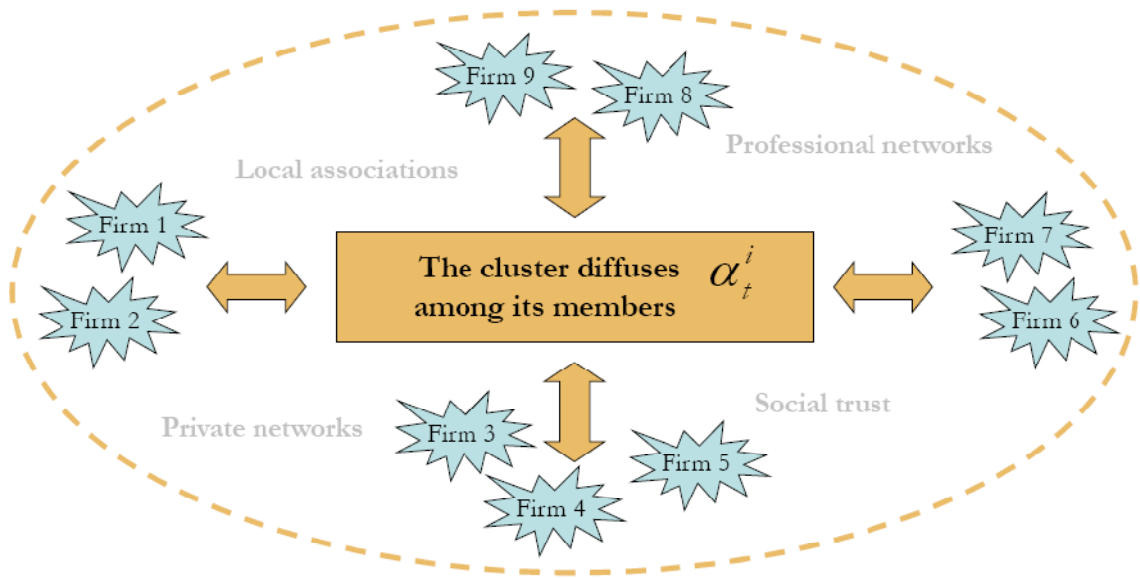 Firm 9
Firm 8
Professional networks
Local associations
Firm 1
Firm 7
The cluster diffuses
among its members
α_t^i
Firm 2
Firm 6
Social trust
Private networks
Firm 3
Firm 5
Firm 4